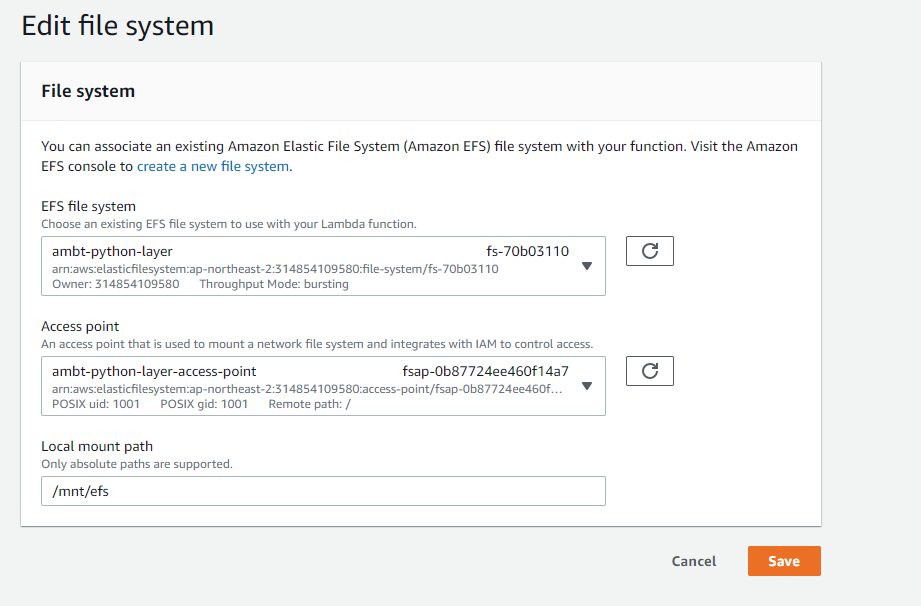 Edit file system
File system
You can associate an existing Amazon Elastic File System (Amazon EFS) file system with your function. Visit the Amazon
EFS console to create a new file system.
EFS file system
Choose an existing EFS file system to use with your Lambda function.
ambt-python-layer fs-70b03110
arn:aws:elasticfilesystem:ap-northeast-2:314854109580:file-system/fs-70b03110
Owner: 314854109580 Throughput Mode: bursting
Access point
An access point that is used to mount a network file system and integrates with IAM to control access.
ambt-python-layer-access-point fsap-0b87724ee460f14a7
arn:aws:elasticfilesystem:ap-northeast-2:314854109580:access-point/fsap-0b87724ee460f...
POSIX uid: 1001 POSIX gid: 1001 Remote path: /
Local mount path
Only absolute paths are supported.
/mnt/efs
Cancel Save